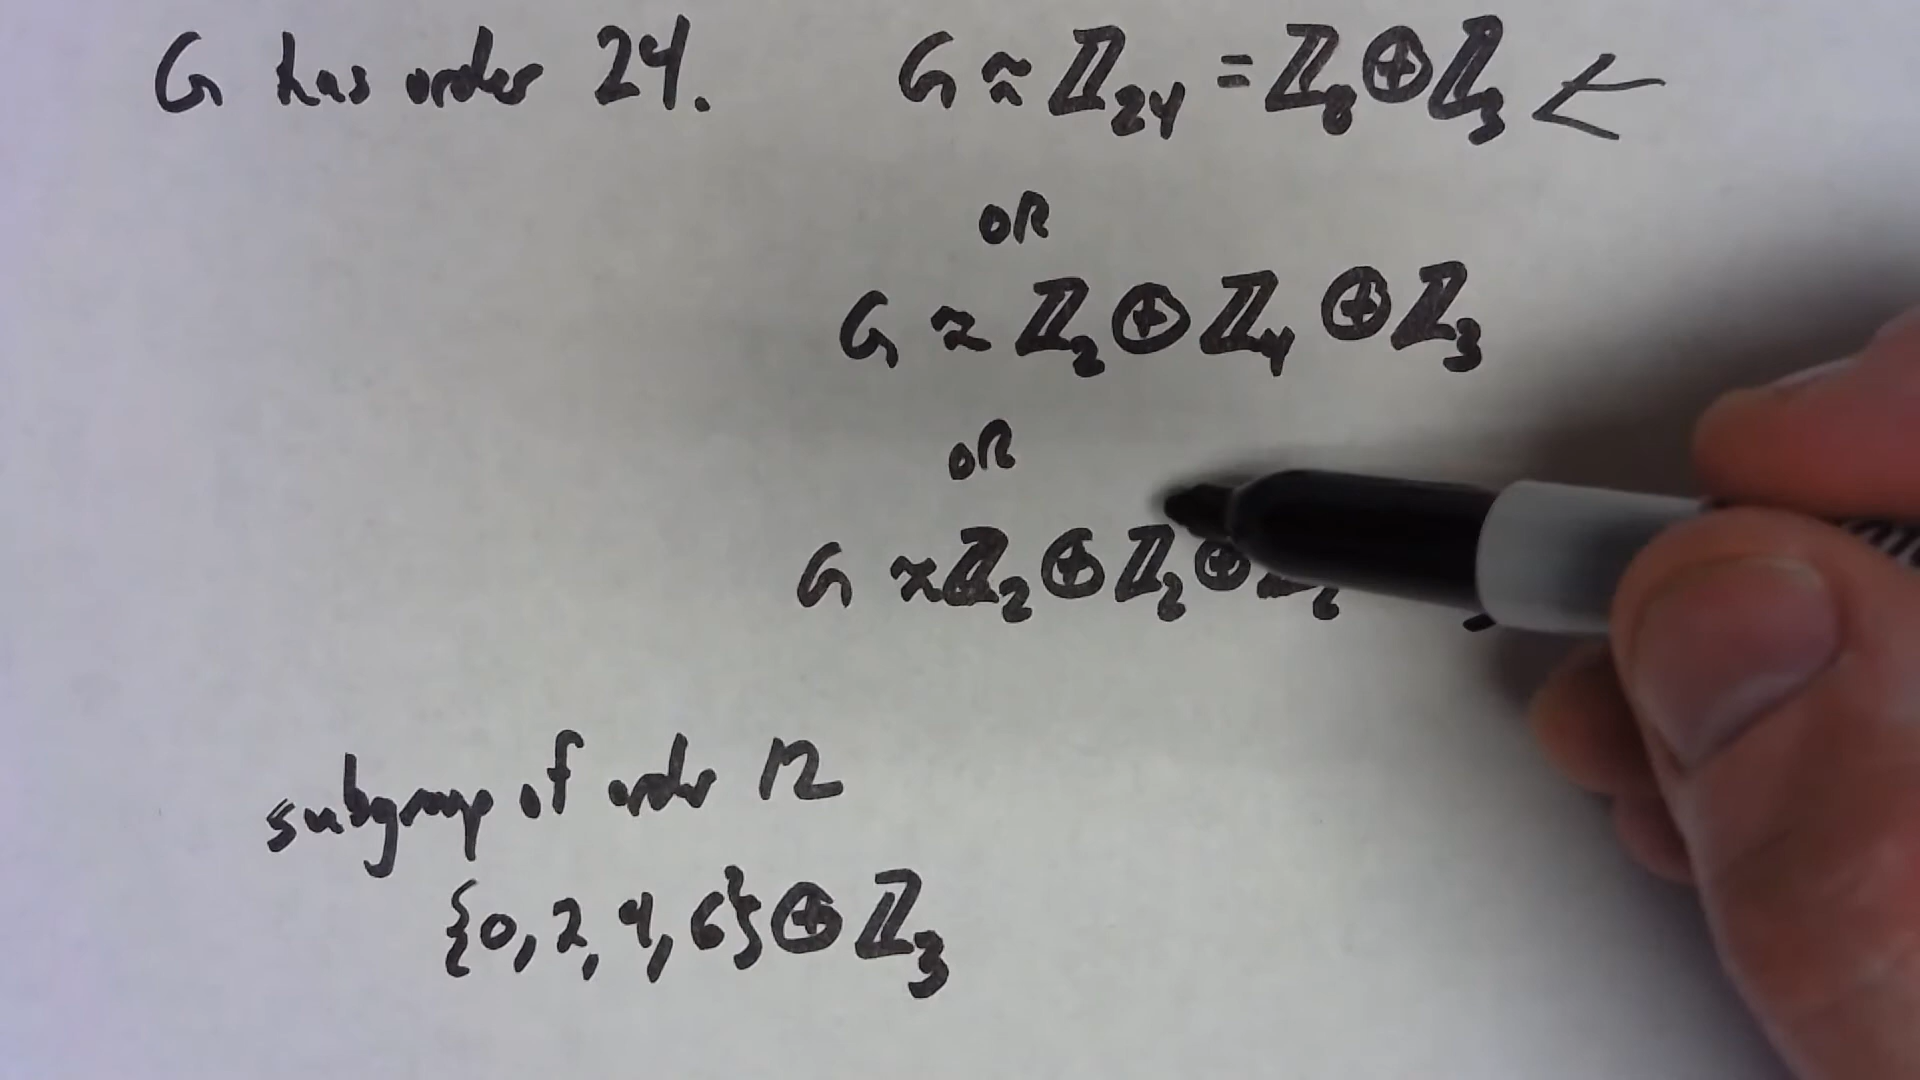 G has order 24. G ≈ ℤ₂₄ = ℤ₈ ⊕ ℤ₃ ←
OR
G ≈ ℤ₂ ⊕ ℤ₄ ⊕ ℤ₃
OR
G ≈ ℤ₂ ⊕ ℤ₂ ⊕ ℤ₂
subgroup of order 12
{0, 2, 4, 6} ⊕ ℤ₃